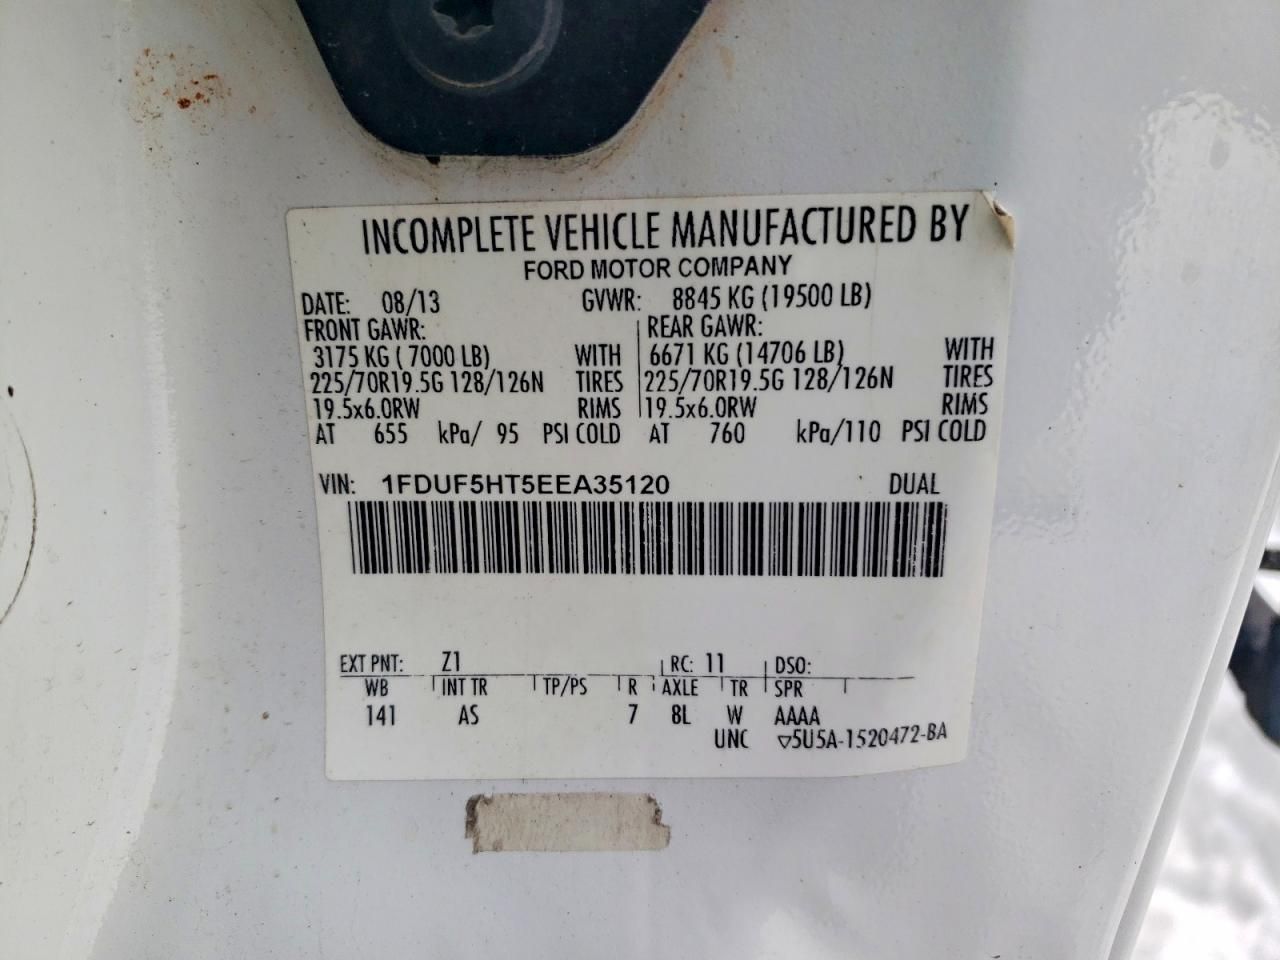 INCOMPLETE VEHICLE MANUFACTURED BY
FORD MOTOR COMPANY
DATE: 08/13 GVWR: 8845 KG (19500 LB)
FRONT GAWR: REAR GAWR:
3175 KG ( 7000 LB) WITH 6671 KG (14706 LB) WITH
225/70R19.5G 128/126N TIRES 225/70R19.5G 128/126N TIRES
19.5x6.0RW RIMS 19.5x6.0RW RIMS
AT 655 kPa/ 95 PSI COLD AT 760 kPa/110 PSI COLD
VIN: 1FDUF5HT5EEA35120 DUAL
EXT PNT: Z1 RC: 11 DSO:
WB INT TR TP/PS R AXLE TR SPR
141 AS 7 8L W AAAA
UNC ▽5U5A-1520472-BA